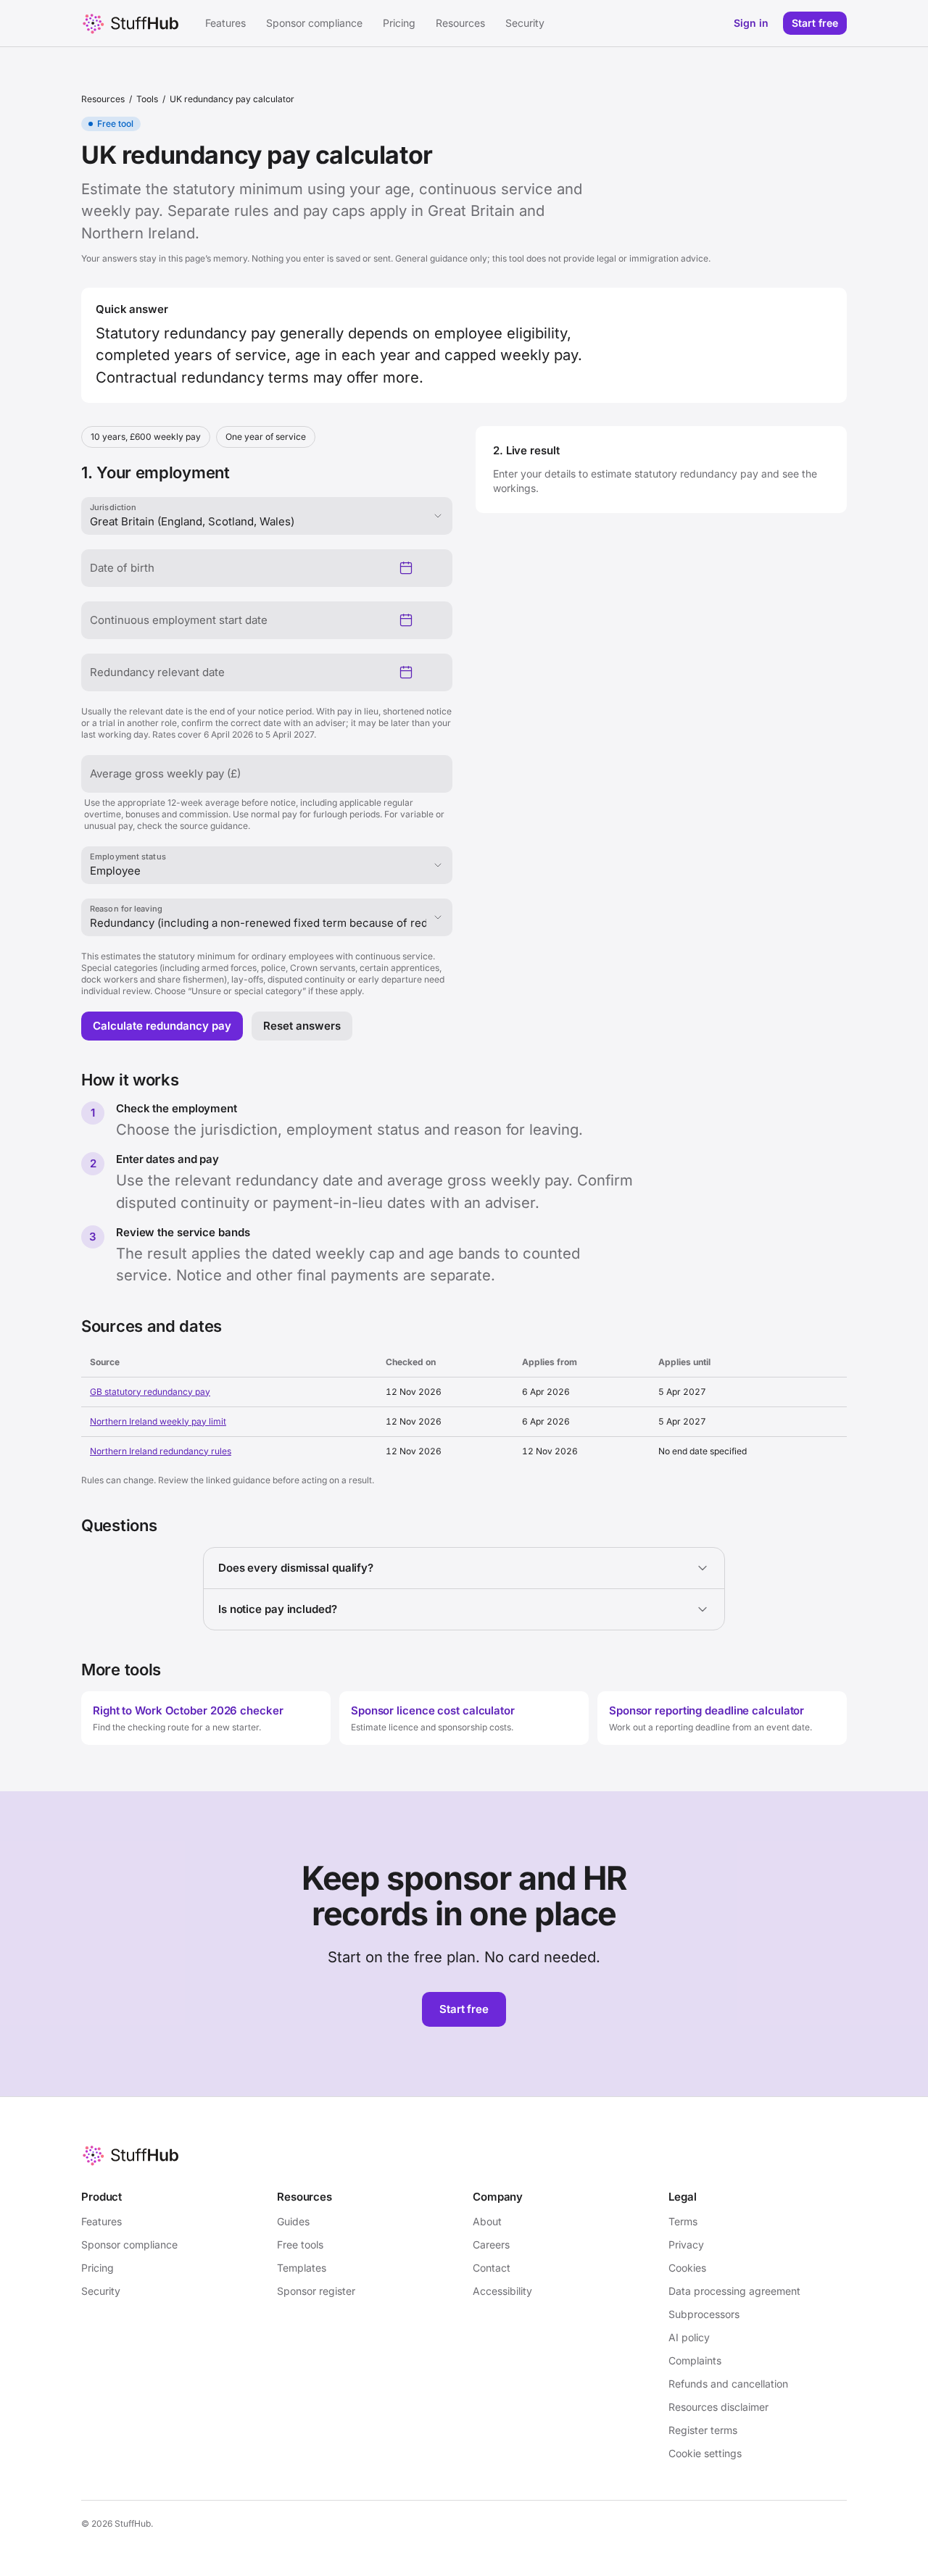 StuffHub
Features
Sponsor compliance
Pricing
Resources
Security
Sign in
Start free
Resources / Tools / UK redundancy pay calculator
Free tool
UK redundancy pay calculator
Estimate the statutory minimum using your age, continuous service and
weekly pay. Separate rules and pay caps apply in Great Britain and
Northern Ireland.
Your answers stay in this page's memory. Nothing you enter is saved or sent. General guidance only; this tool does not provide legal or immigration advice.
Quick answer
Statutory redundancy pay generally depends on employee eligibility,
completed years of service, age in each year and capped weekly pay.
Contractual redundancy terms may offer more.
10 years, £600 weekly pay
One year of service
1. Your employment
Jurisdiction
Great Britain (England, Scotland, Wales)
Date of birth
Continuous employment start date
Redundancy relevant date
Usually the relevant date is the end of your notice period. With pay in lieu, shortened notice
or a trial in another role, confirm the correct date with an adviser; it may be later than your
last working day. Rates cover 6 April 2026 to 5 April 2027.
Average gross weekly pay (£)
Use the appropriate 12-week average before notice, including applicable regular
overtime, bonuses and commission. Use normal pay for furlough periods. For variable or
unusual pay, check the source guidance.
Employment status
Employee
Reason for leaving
Redundancy (including a non-renewed fixed term because of red
This estimates the statutory minimum for ordinary employees with continuous service.
Special categories (including armed forces, police, Crown servants, certain apprentices,
dock workers and share fishermen), lay-offs, disputed continuity or early departure need
individual review. Choose "Unsure or special category" if these apply.
Calculate redundancy pay
Reset answers
2. Live result
Enter your details to estimate statutory redundancy pay and see the
workings.
How it works
1
Check the employment
Choose the jurisdiction, employment status and reason for leaving.
2
Enter dates and pay
Use the relevant redundancy date and average gross weekly pay. Confirm
disputed continuity or payment-in-lieu dates with an adviser.
3
Review the service bands
The result applies the dated weekly cap and age bands to counted
service. Notice and other final payments are separate.
Sources and dates
Source Checked on Applies from Applies until
GB statutory redundancy pay 12 Nov 2026 6 Apr 2026 5 Apr 2027
Northern Ireland weekly pay limit 12 Nov 2026 6 Apr 2026 5 Apr 2027
Northern Ireland redundancy rules 12 Nov 2026 12 Nov 2026 No end date specified
Rules can change. Review the linked guidance before acting on a result.
Questions
Does every dismissal qualify?
Is notice pay included?
More tools
Right to Work October 2026 checker
Find the checking route for a new starter.
Sponsor licence cost calculator
Estimate licence and sponsorship costs.
Sponsor reporting deadline calculator
Work out a reporting deadline from an event date.
Keep sponsor and HR
records in one place
Start on the free plan. No card needed.
Start free
StuffHub
Product
Features
Sponsor compliance
Pricing
Security
Resources
Guides
Free tools
Templates
Sponsor register
Company
About
Careers
Contact
Accessibility
Legal
Terms
Privacy
Cookies
Data processing agreement
Subprocessors
AI policy
Complaints
Refunds and cancellation
Resources disclaimer
Register terms
Cookie settings
© 2026 StuffHub.